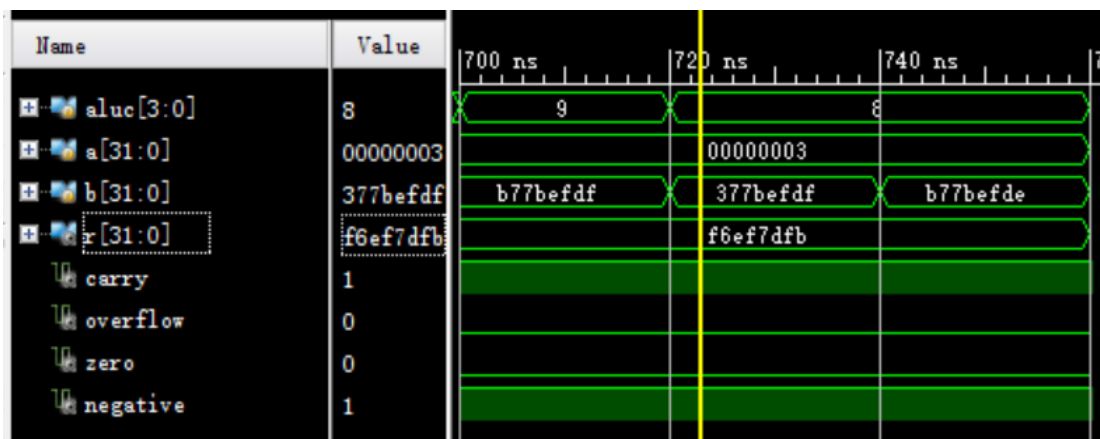 Name Value 700 ns 720 ns 740 ns
aluc[3:0] 8 9 8
a[31:0] 00000003 00000003
b[31:0] 377befdf b77befdf 377befdf b77befde
r[31:0] f6ef7dfb f6ef7dfb
carry 1
overflow 0
zero 0
negative 1